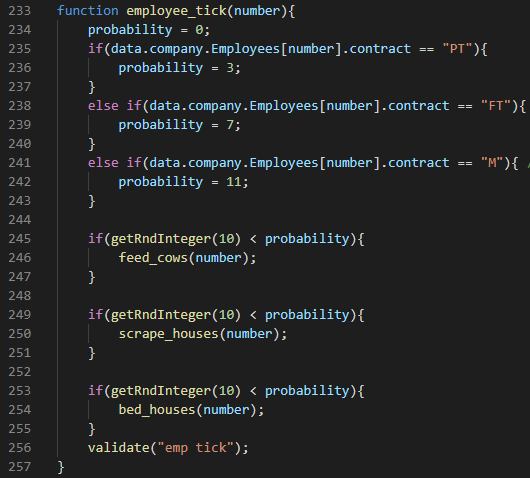 233 function employee_tick(number){
234 probability = 0;
235 if(data.company.Employees[number].contract == "PT"){
236 probability = 3;
237 }
238 else if(data.company.Employees[number].contract == "FT"){
239 probability = 7;
240 }
241 else if(data.company.Employees[number].contract == "M"){ /
242 probability = 11;
243 }
244
245 if(getRndInteger(10) < probability){
246 feed_cows(number);
247 }
248
249 if(getRndInteger(10) < probability){
250 scrape_houses(number);
251 }
252
253 if(getRndInteger(10) < probability){
254 bed_houses(number);
255 }
256 validate("emp tick");
257 }